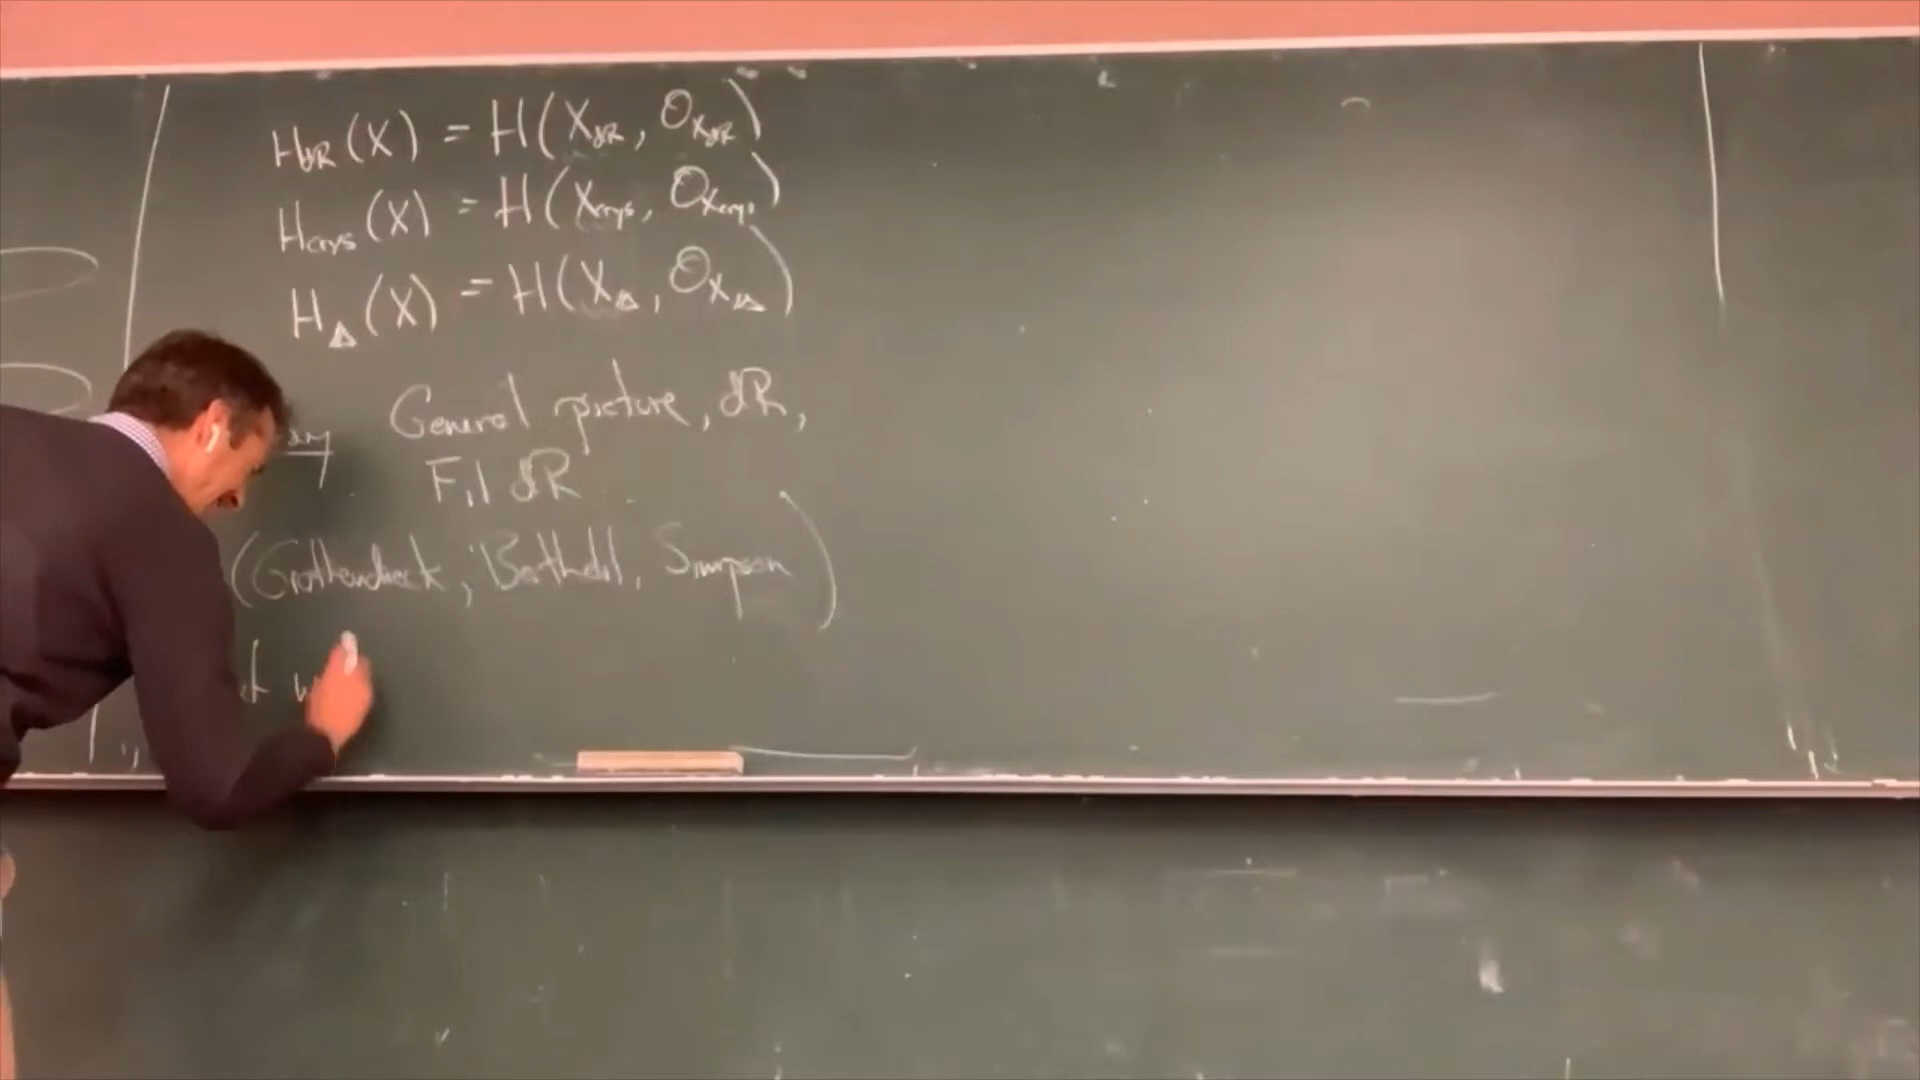 H_dR(X) = H(X_dR, O_X_dR)
H_crys(X) = H(X_crys, O_X_crys)
H_Δ(X) = H(X_Δ, O_X_Δ)
General picture, dR,
Fil dR
(Grothendieck, Berthelot, Simpson)